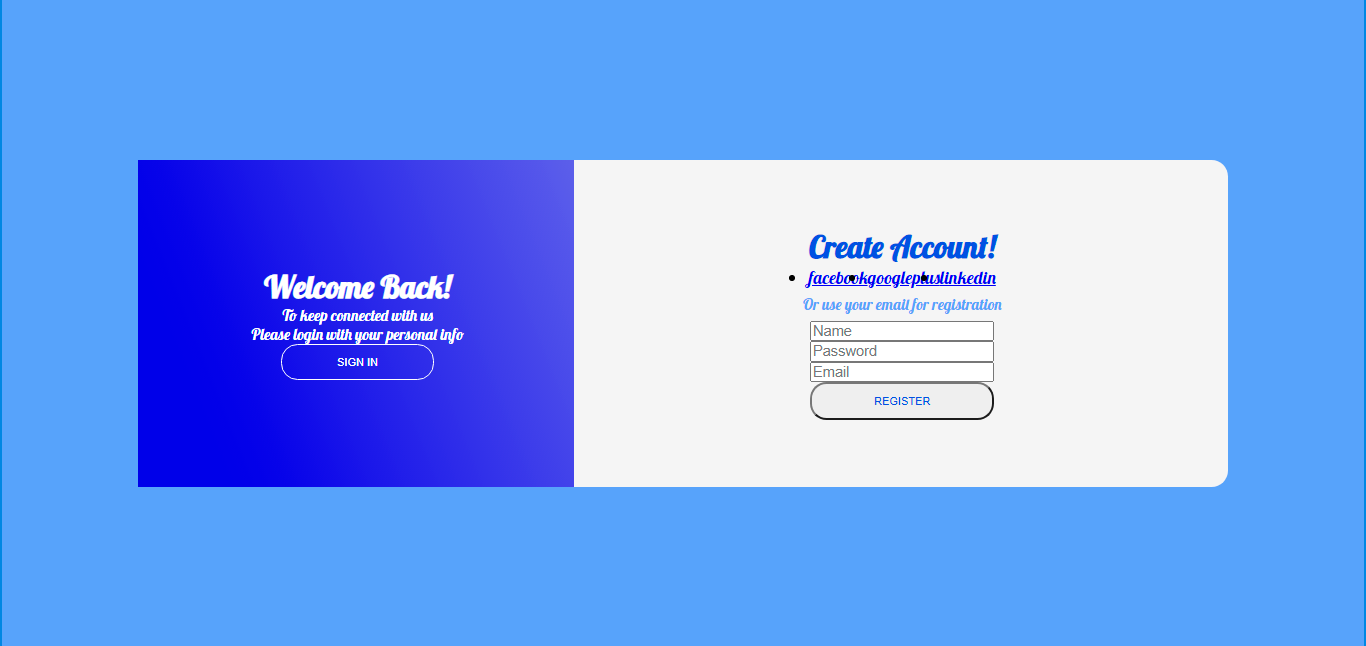 Welcome Back!
To keep connected with us
Please login with your personal info
SIGN IN
Create Account!
facebookgooglepluslinkedin
Or use your email for registration
Name
Password
Email
REGISTER